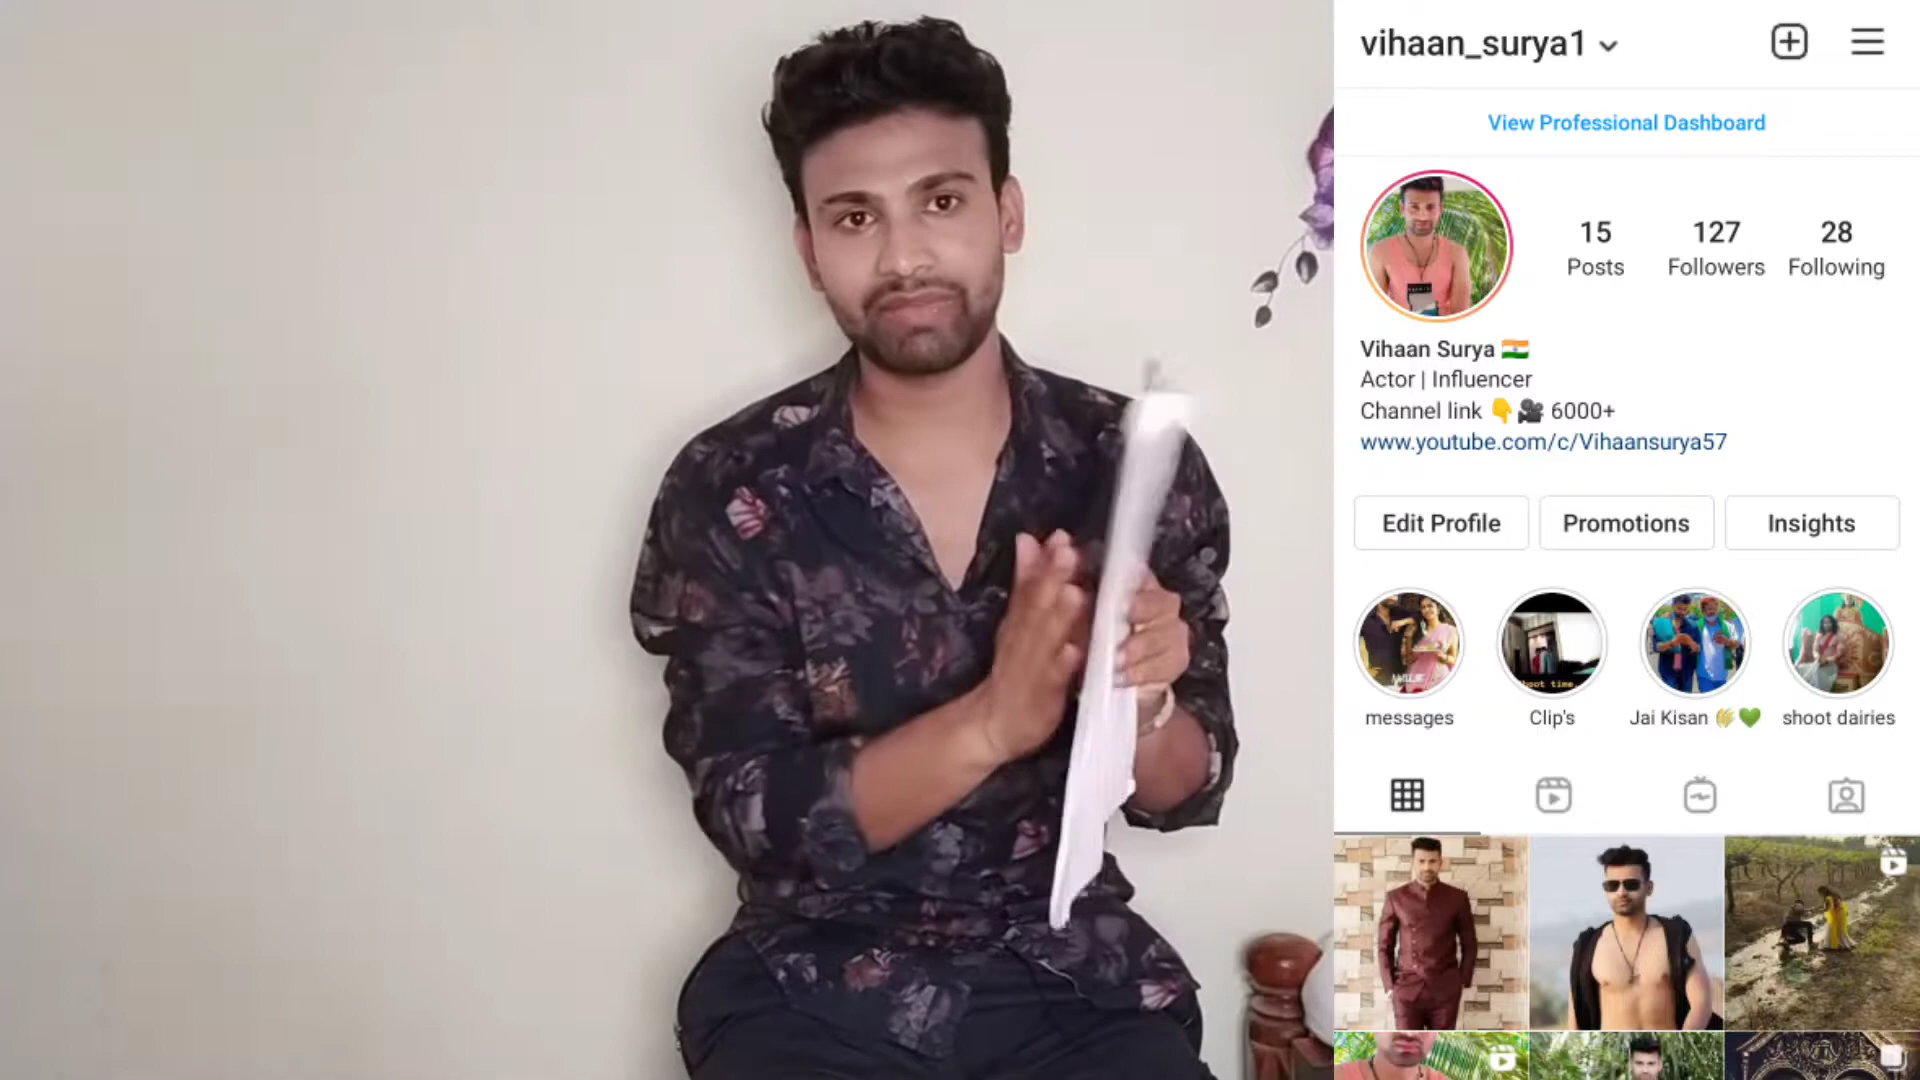 vihaan_surya1
View Professional Dashboard
15
Posts
127
Followers
28
Following
Vihaan Surya 🇮🇳
Actor | Influencer
Channel link 👇🎥 6000+
www.youtube.com/c/Vihaansurya57
Edit Profile
Promotions
Insights
messages
Clip's
Jai Kisan 🌾💚
shoot dairies